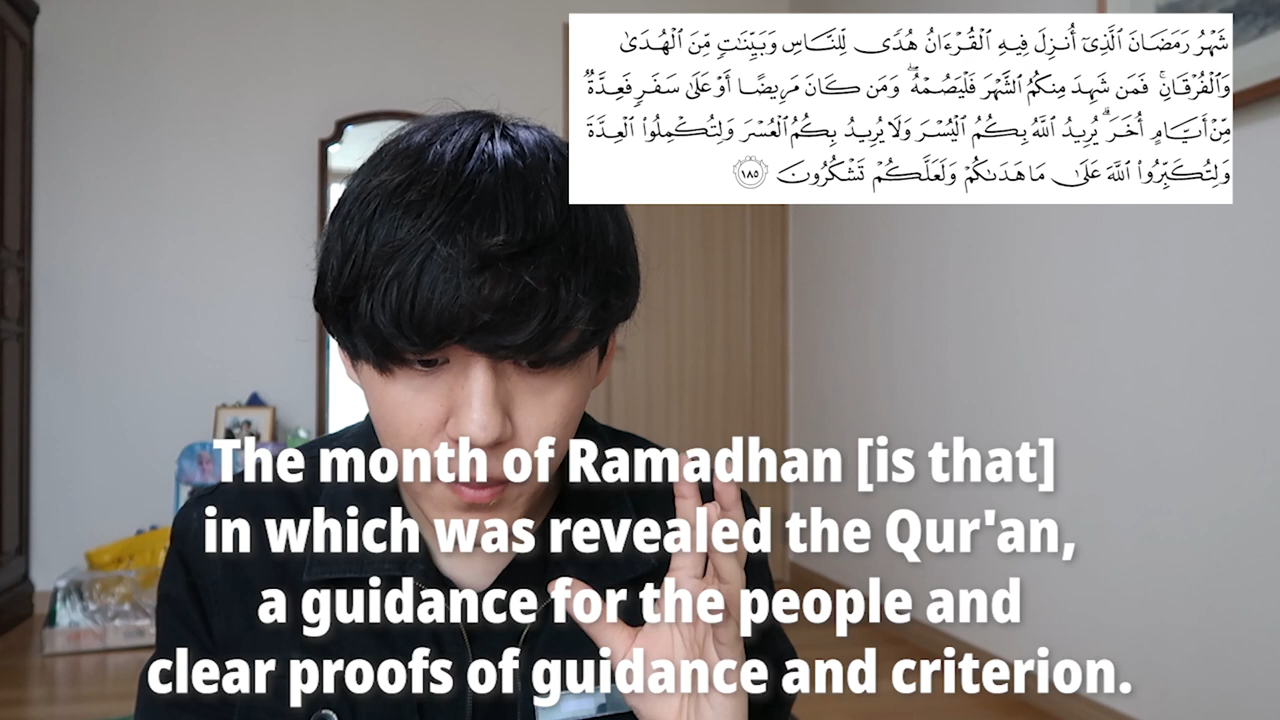 شَهْرُ رَمَضَانَ ٱلَّذِىٓ أُنزِلَ فِيهِ ٱلْقُرْءَانُ هُدًى لِّلنَّاسِ وَبَيِّنَـٰتٍ مِّنَ ٱلْهُدَىٰ
وَٱلْفُرْقَانِ ۚ فَمَن شَهِدَ مِنكُمُ ٱلشَّهْرَ فَلْيَصُمْهُ ۖ وَمَن كَانَ مَرِيضًا أَوْ عَلَىٰ سَفَرٍ فَعِدَّةٌ
مِّنْ أَيَّامٍ أُخَرَ ۗ يُرِيدُ ٱللَّهُ بِكُمُ ٱلْيُسْرَ وَلَا يُرِيدُ بِكُمُ ٱلْعُسْرَ وَلِتُكْمِلُوا۟ ٱلْعِدَّةَ
وَلِتُكَبِّرُوا۟ ٱللَّهَ عَلَىٰ مَا هَدَىٰكُمْ وَلَعَلَّكُمْ تَشْكُرُونَ ١٨٥
The month of Ramadhan [is that]
in which was revealed the Qur'an,
a guidance for the people and
clear proofs of guidance and criterion.